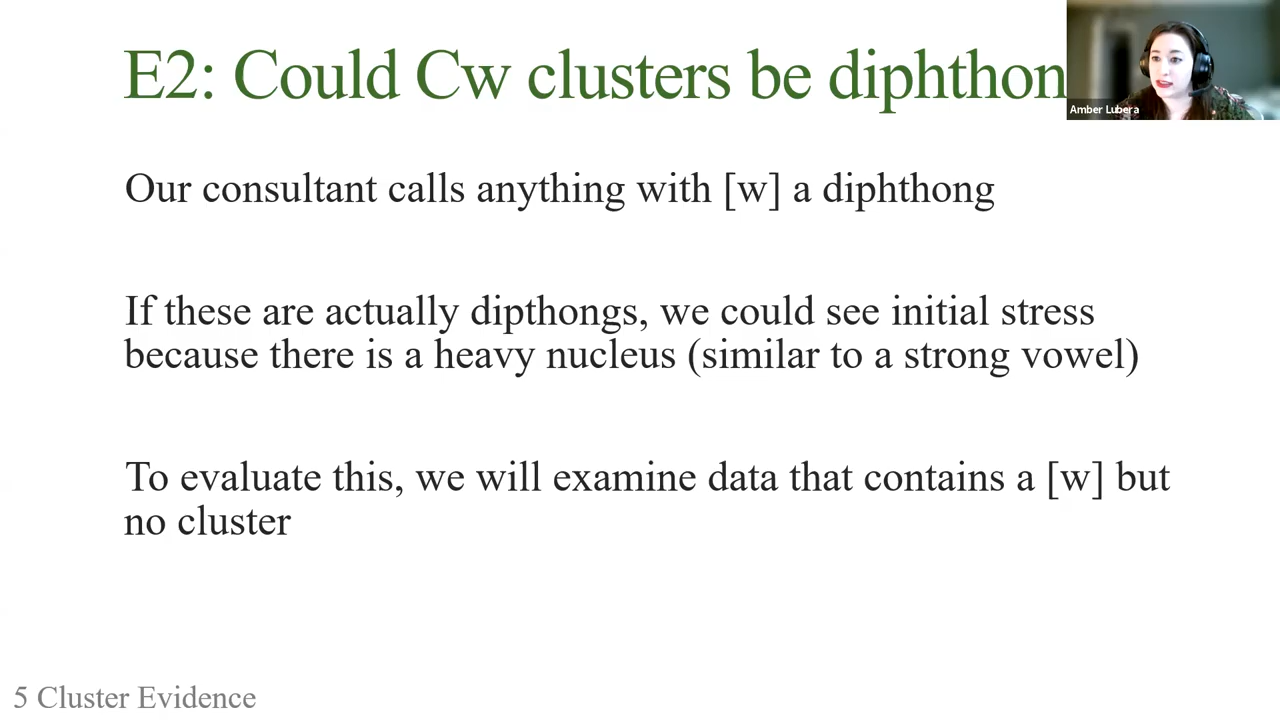 E2: Could Cw clusters be diphthon
Amber Lubera
Our consultant calls anything with [w] a diphthong
If these are actually dipthongs, we could see initial stress
because there is a heavy nucleus (similar to a strong vowel)
To evaluate this, we will examine data that contains a [w] but
no cluster
5 Cluster Evidence